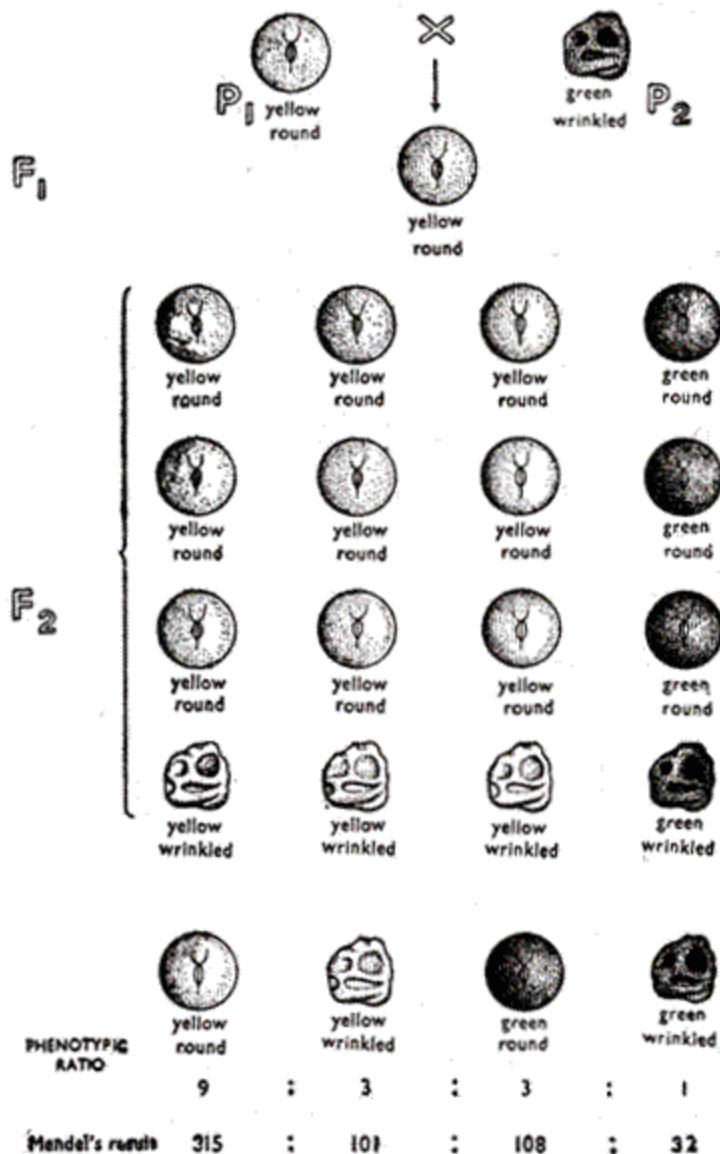 P1 yellow round
X
green wrinkled P2
F1
yellow round
F2
yellow round yellow round yellow round green round
yellow round yellow round yellow round green round
yellow round yellow round yellow round green round
yellow wrinkled yellow wrinkled yellow wrinkled green wrinkled
yellow round yellow wrinkled green round green wrinkled
PHENOTYPIC RATIO
9 : 3 : 3 : 1
Mendel's results 315 : 101 : 108 : 32